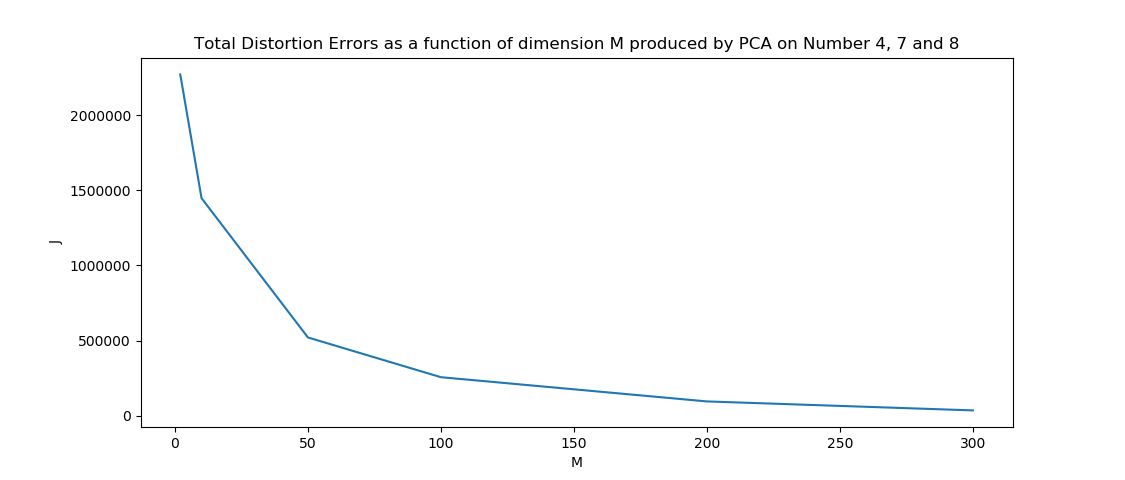 Total Distortion Errors as a function of dimension M produced by PCA on Number 4, 7 and 8
2000000
1500000
J
1000000
500000
0
0 50 100 150 200 250 300
M